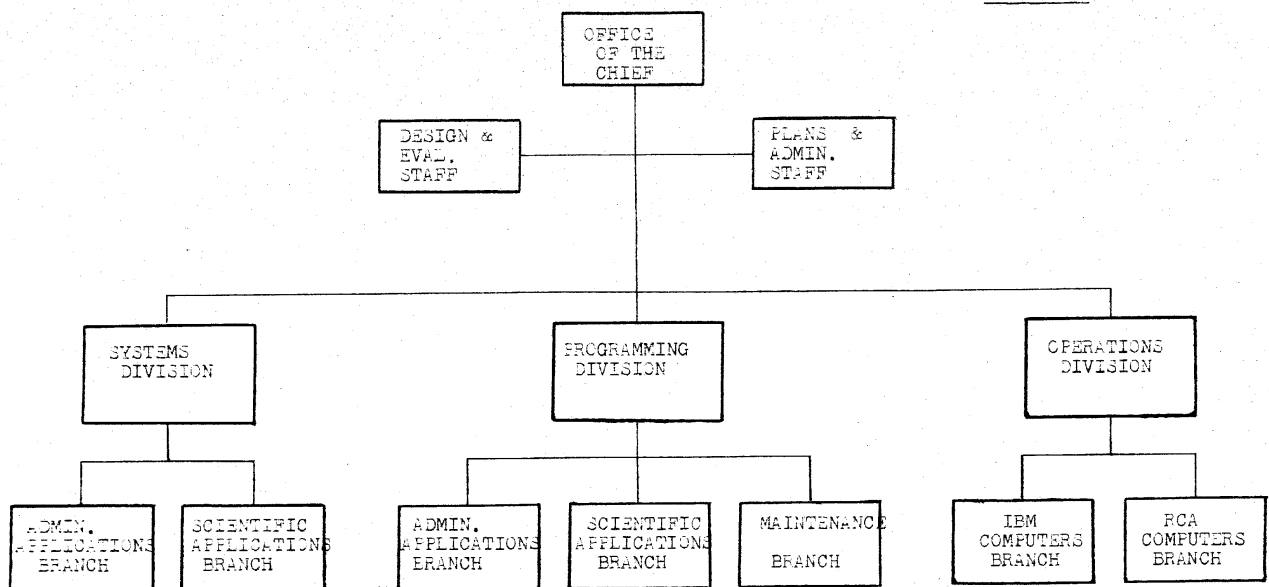 OFFICE
OF THE
CHIEF
DESIGN &
EVAL.
STAFF
PLANS &
ADMIN.
STAFF
SYSTEMS
DIVISION
PROGRAMMING
DIVISION
OPERATIONS
DIVISION
ADMIN.
APPLICATIONS
BRANCH
SCIENTIFIC
APPLICATIONS
BRANCH
ADMIN.
APPLICATIONS
BRANCH
SCIENTIFIC
APPLICATIONS
BRANCH
MAINTENANCE
BRANCH
IBM
COMPUTERS
BRANCH
RCA
COMPUTERS
BRANCH